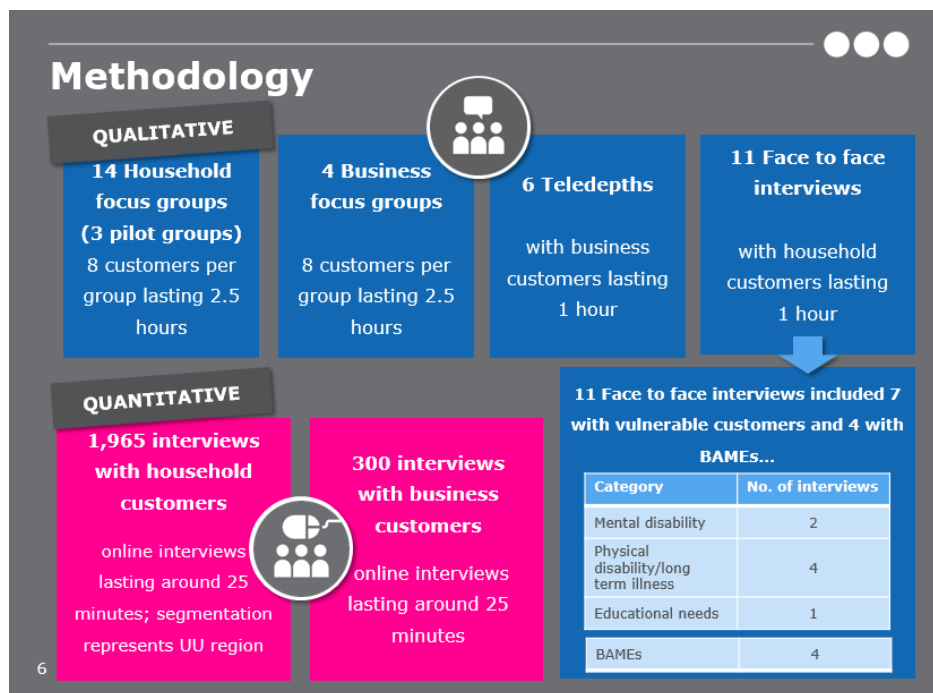 Methodology
QUALITATIVE
14 Household
focus groups
(3 pilot groups)
8 customers per
group lasting 2.5
hours
4 Business
focus groups
8 customers per
group lasting 2.5
hours
6 Teledepths
with business
customers lasting
1 hour
11 Face to face
interviews
with household
customers lasting
1 hour
QUANTITATIVE
1,965 interviews
with household
customers
online interviews
lasting around 25
minutes; segmentation
represents UU region
300 interviews
with business
customers
online interviews
lasting around 25
minutes
11 Face to face interviews included 7
with vulnerable customers and 4 with
BAMEs...
Category No. of interviews
Mental disability 2
Physical
disability/long
term illness 4
Educational needs 1
BAMEs 4
6